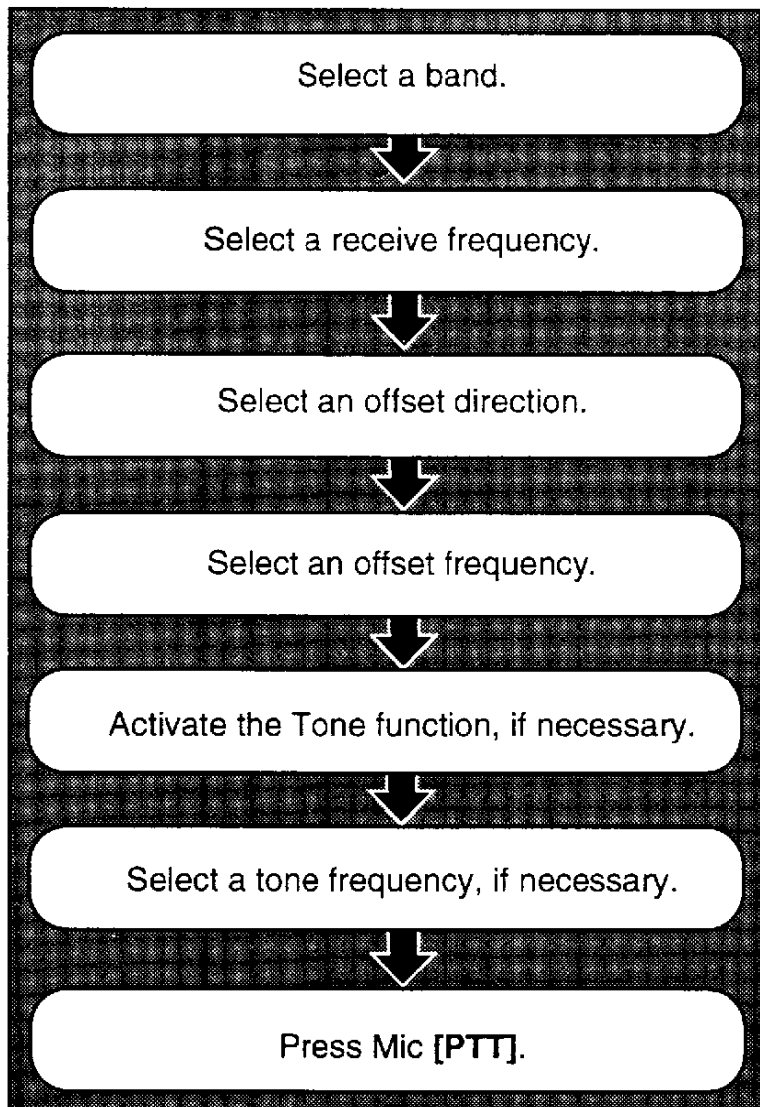 Select a band.
Select a receive frequency.
Select an offset direction.
Select an offset frequency.
Activate the Tone function, if necessary.
Select a tone frequency, if necessary.
Press Mic [PTT].